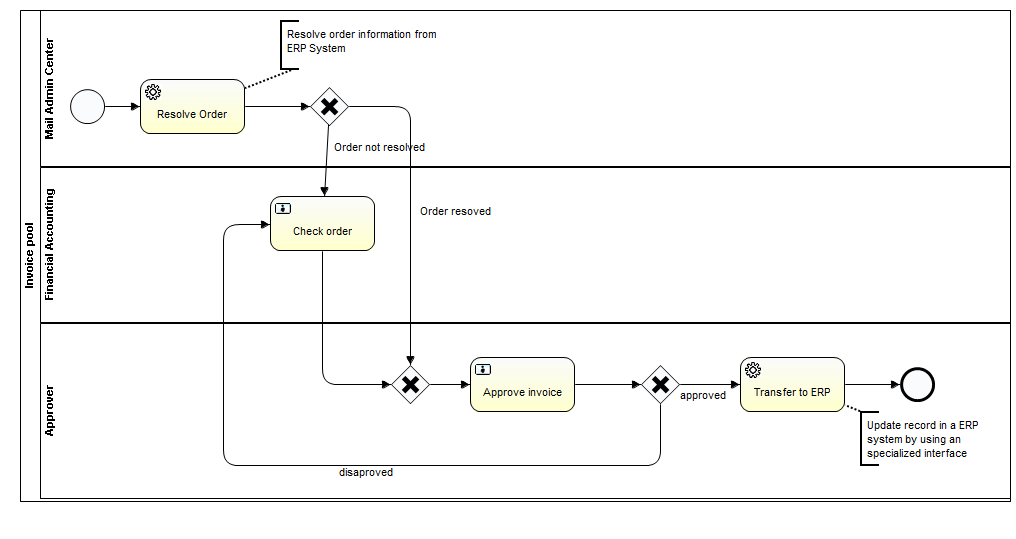 Invoice pool
Mail Admin Center
Resolve order information from
ERP System
Resolve Order
Order not resolved
Financial Accounting
Order resoved
Check order
Approver
Approve invoice
approved
Transfer to ERP
Update record in a ERP
system by using an
specialized interface
disaproved